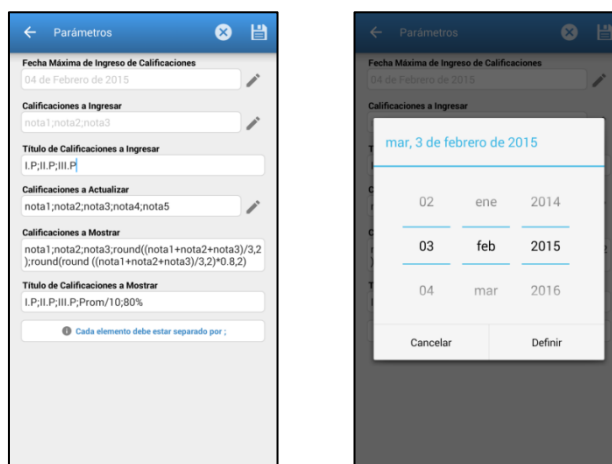 Parámetros
Fecha Máxima de Ingreso de Calificaciones
04 de Febrero de 2015
Calificaciones a Ingresar
nota1;nota2;nota3
Título de Calificaciones a Ingresar
I.P;II.P;III.P
Calificaciones a Actualizar
nota1;nota2;nota3;nota4;nota5
Calificaciones a Mostrar
nota1;nota2;nota3;round((nota1+nota2+nota3)/3,2
);round(round ((nota1+nota2+nota3)/3,2)*0.8,2)
Título de Calificaciones a Mostrar
I.P;II.P;III.P;Prom/10;80%
Cada elemento debe estar separado por ;
Parámetros
Fecha Máxima de Ingreso de Calificaciones
04 de Febrero de 2015
Calificaciones a Ingresar
mar, 3 de febrero de 2015
02 ene 2014
03 feb 2015
04 mar 2016
Cancelar Definir